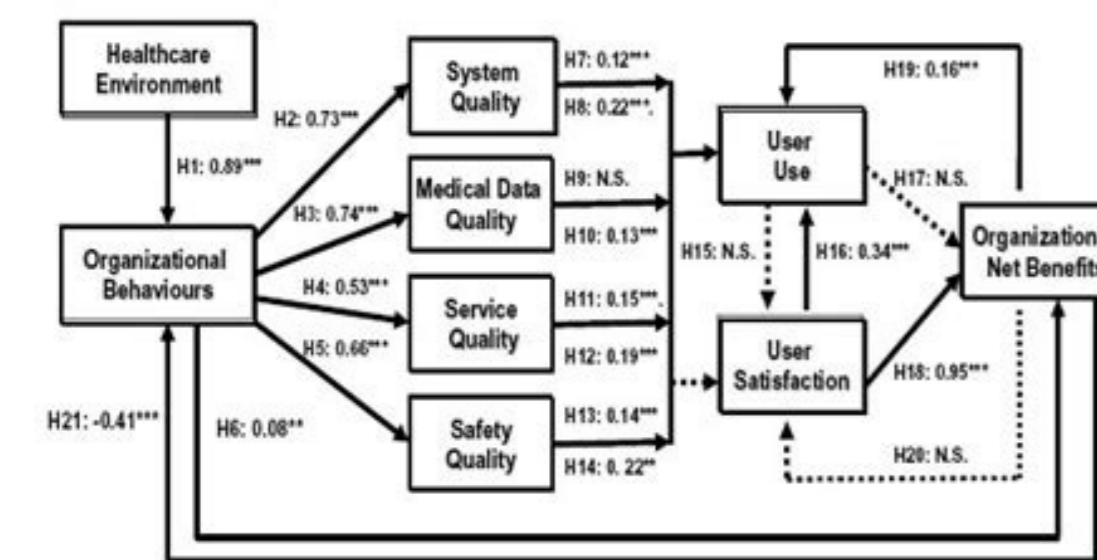 Healthcare
Environment
H1: 0.89***
Organizational
Behaviours
H2: 0.73***
H3: 0.74***
H4: 0.53***
H5: 0.66***
H21: -0.41***
H6: 0.08**
System
Quality
H7: 0.12***
H8: 0.22***.
Medical Data
Quality
H9: N.S.
H10: 0.13***
Service
Quality
H11: 0.15***.
H12: 0.19***
Safety
Quality
H13: 0.14***
H14: 0. 22**
User
Use
H15: N.S.
H16: 0.34***
User
Satisfaction
H19: 0.16***
H17: N.S.
H18: 0.95***
H20: N.S.
Organization
Net Benefits